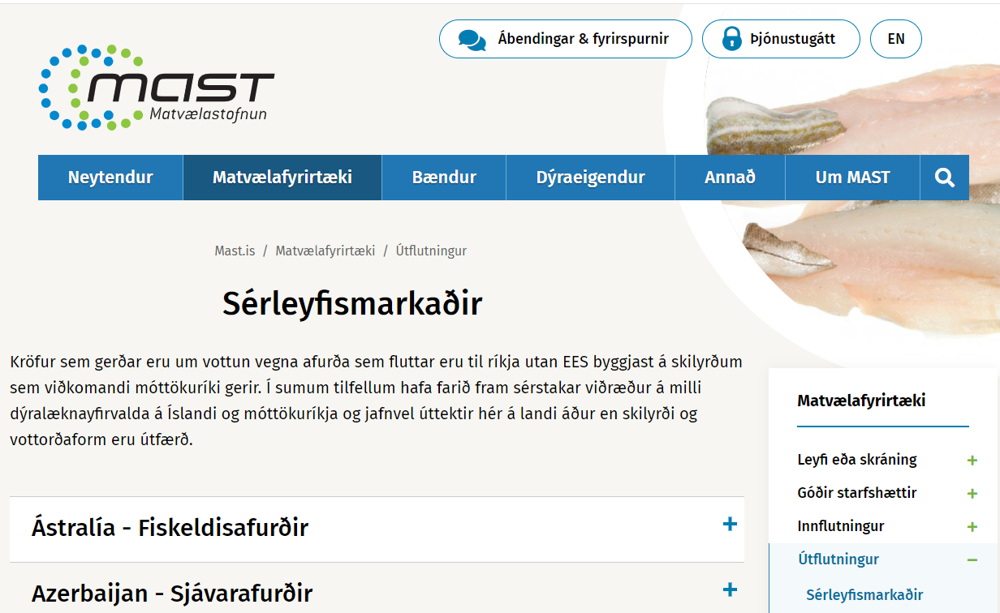 Ábendingar & fyrirspurnir
Þjónustugátt
EN
mast
Matvælastofnun
Neytendur
Matvælafyrirtæki
Bændur
Dýraeigendur
Annað
Um MAST
Mast.is / Matvælafyrirtæki / Útflutningur
Sérleyfismarkaðir
Kröfur sem gerðar eru um vottun vegna afurða sem fluttar eru til ríkja utan EES byggjast á skilyrðum
sem viðkomandi móttökuríki gerir. Í sumum tilfellum hafa farið fram sérstakar viðræður á milli
dýralæknayfirvalda á Íslandi og móttökuríkja og jafnvel úttektir hér á landi áður en skilyrði og
vottorðaform eru útfærð.
Ástralía - Fiskeldisafurðir
Azerbaijan - Sjávarafurðir
Matvælafyrirtæki
Leyfi eða skráning
Góðir starfshættir
Innflutningur
Útflutningur
Sérleyfismarkaðir